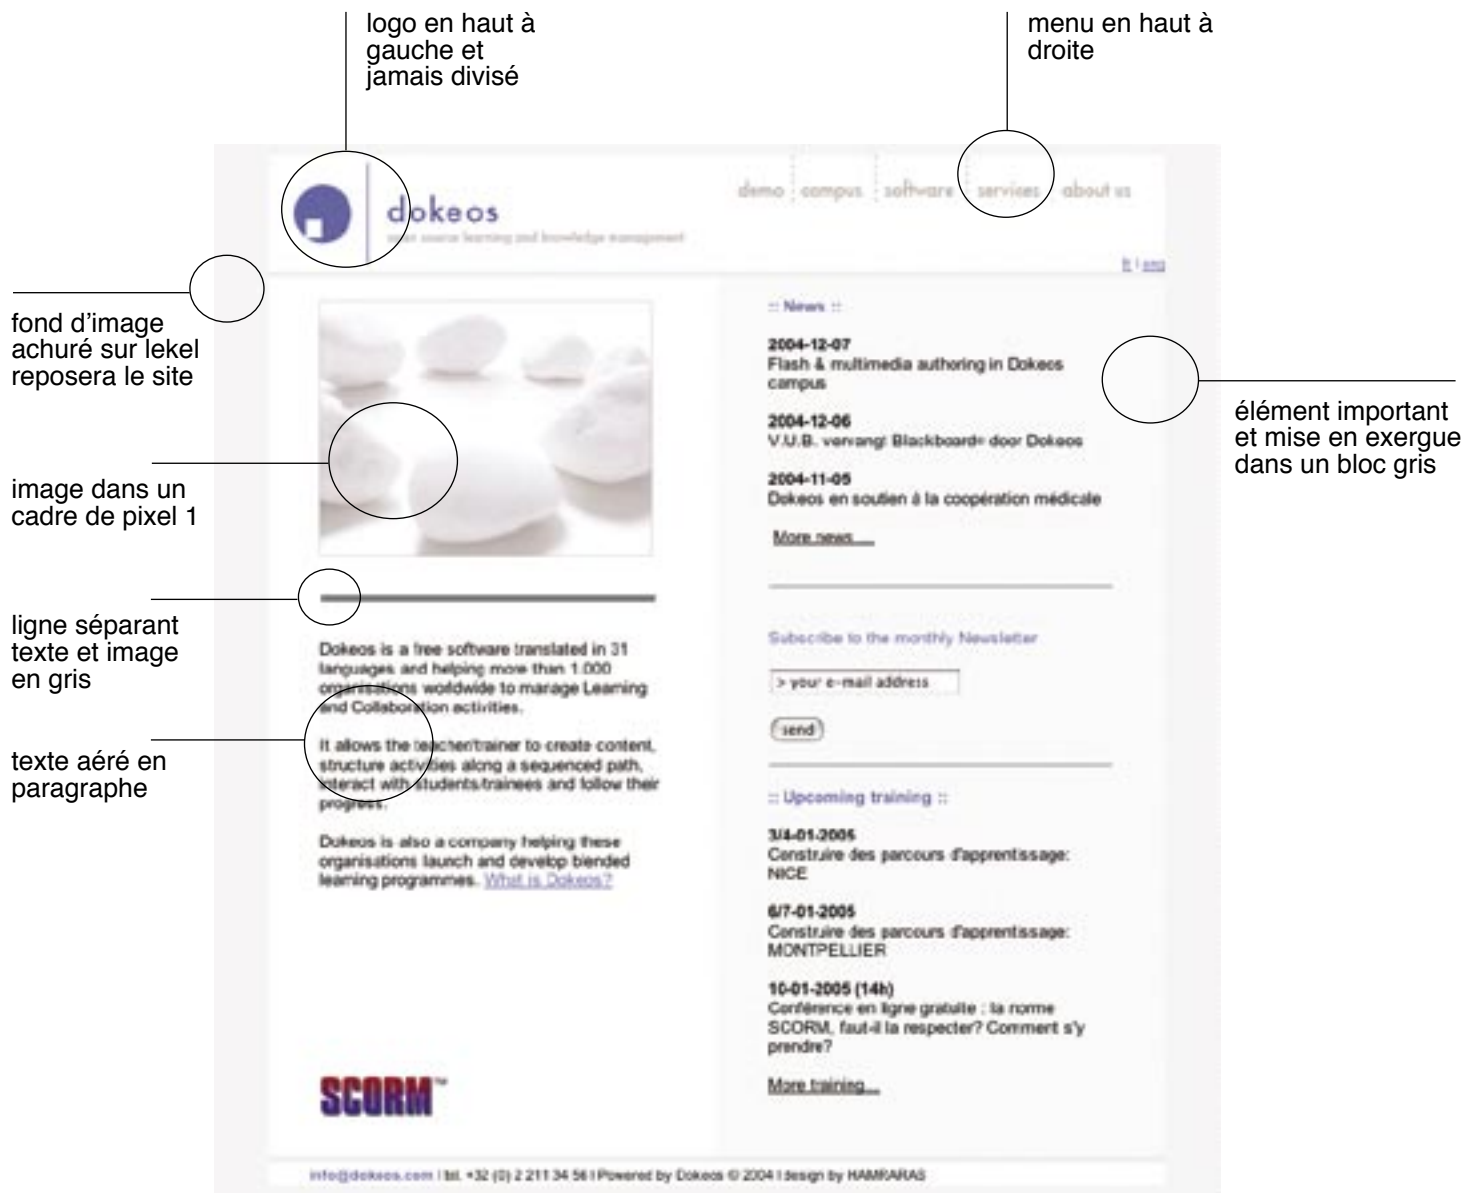 logo en haut à
gauche et
jamais divisé
menu en haut à
droite
dokeos
open source learning and knowledge management
demo campus software services about us
fr | eng
fond d'image
achuré sur lekel
reposera le site
image dans un
cadre de pixel 1
ligne séparant
texte et image
en gris
texte aéré en
paragraphe
Dokeos is a free software translated in 31
languages and helping more than 1.000
organisations worldwide to manage Learning
and Collaboration activities.
It allows the teacher/trainer to create content,
structure activities along a sequenced path,
interact with students/trainees and follow their
progress.
Dokeos is also a company helping these
organisations launch and develop blended
learning programmes. What is Dokeos?
SCORM™
:: News ::
2004-12-07
Flash & multimedia authoring in Dokeos
campus
2004-12-06
V.U.B. vervangt Blackboard® door Dokeos
2004-11-05
Dokeos en soutien à la coopération médicale
More news....
Subscribe to the monthly Newsletter
> your e-mail address
send
:: Upcoming training ::
3/4-01-2005
Construire des parcours d'apprentissage:
NICE
6/7-01-2005
Construire des parcours d'apprentissage:
MONTPELLIER
10-01-2005 (14h)
Conférence en ligne gratuite : la norme
SCORM, faut-il la respecter? Comment s'y
prendre?
More training....
élément important
et mise en exergue
dans un bloc gris
info@dokeos.com | tel. +32 (0) 2 211 34 56 | Powered by Dokeos © 2004 | design by HAMRARAS